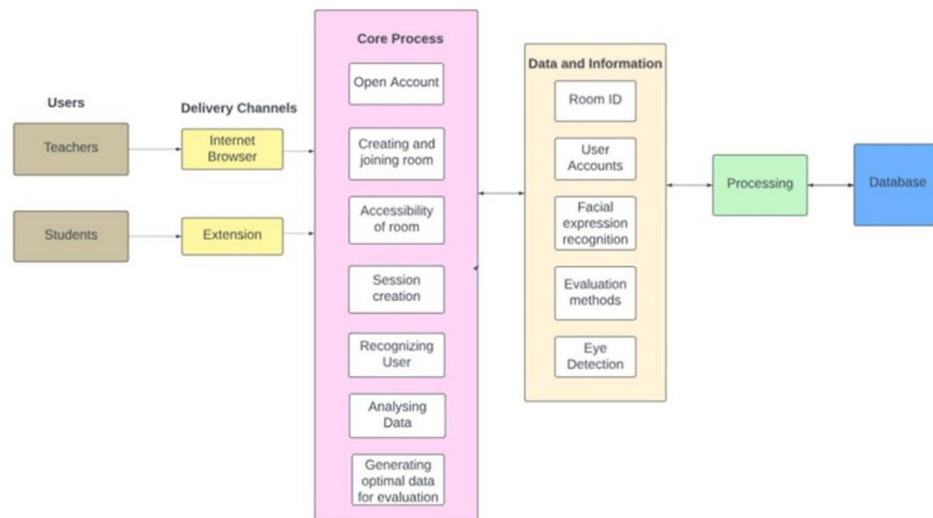 Users
Teachers
Students
Delivery Channels
Internet
Browser
Extension
Core Process
Open Account
Creating and
joining room
Accessibility
of room
Session
creation
Recognizing
User
Analysing
Data
Generating
optimal data
for evaluation
Data and Information
Room ID
User
Accounts
Facial
expression
recognition
Evaluation
methods
Eye
Detection
Processing
Database